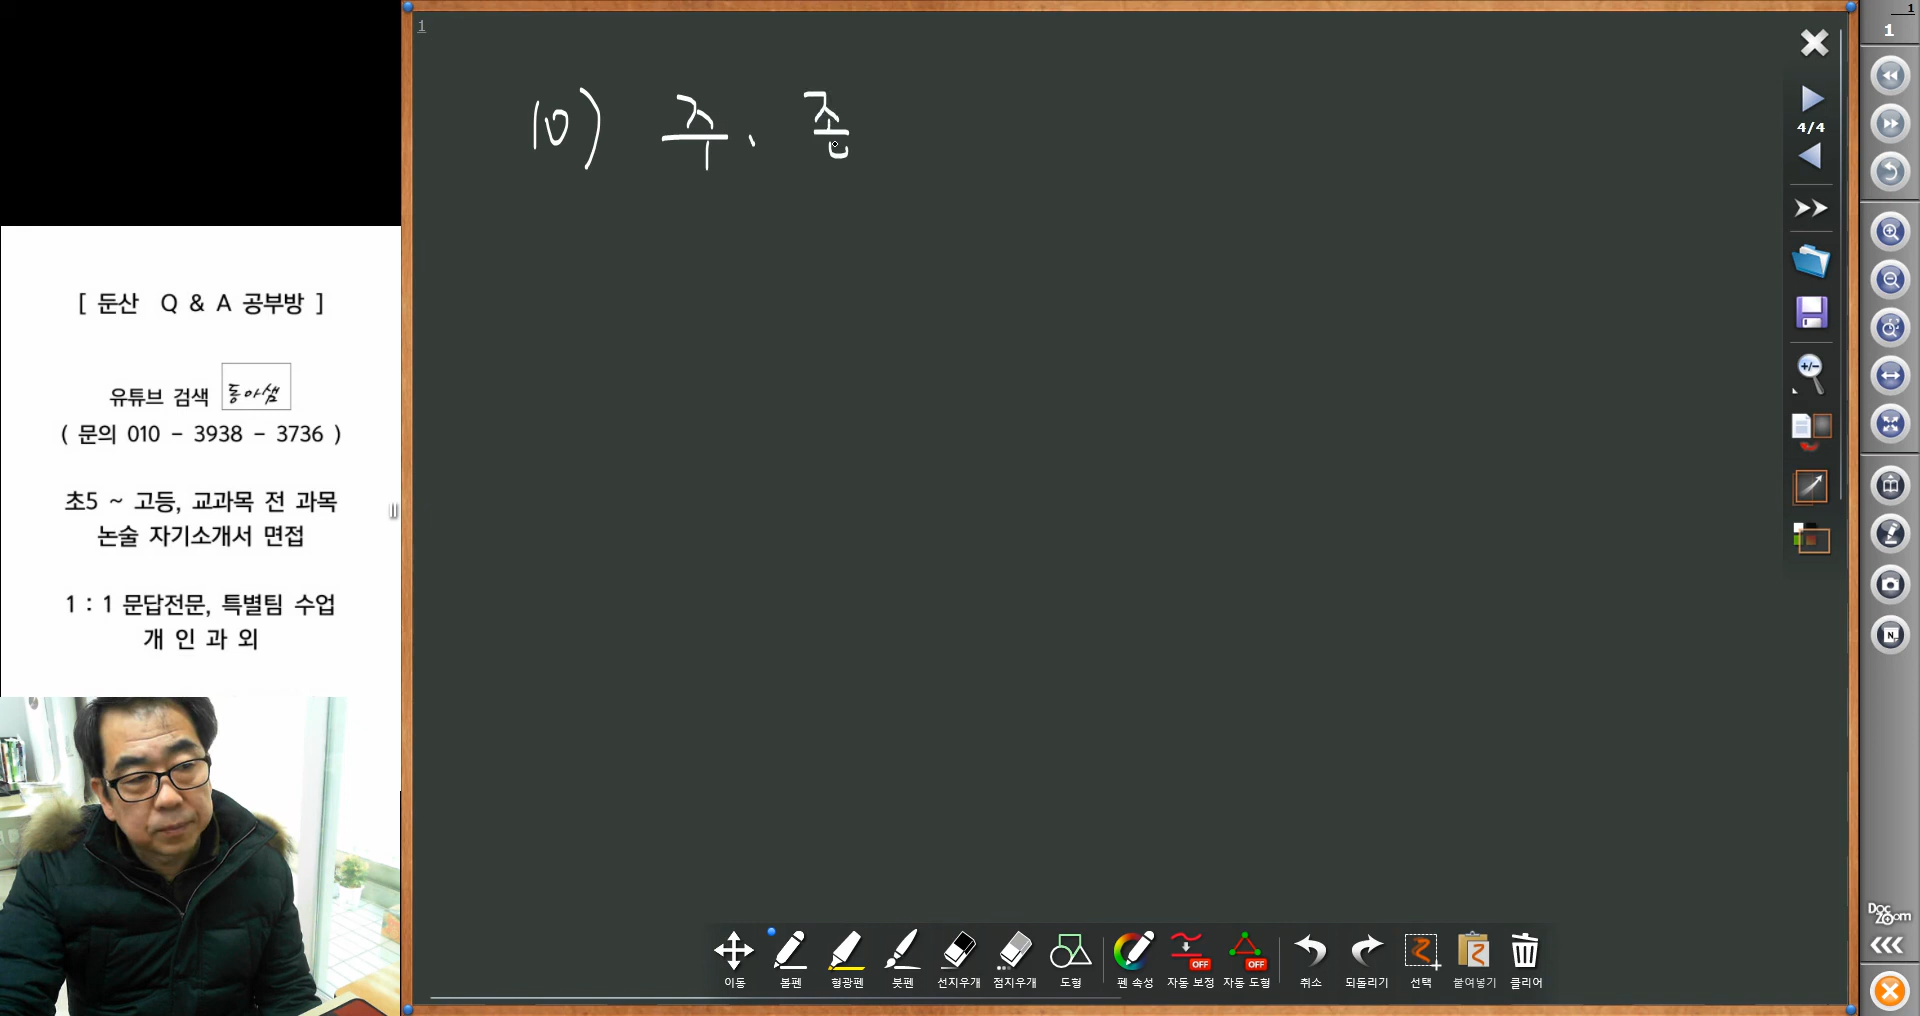 [ 둔산 Q & A 공부방 ]
유튜브 검색 동아샘
( 문의 010 - 3938 - 3736 )
초5 ~ 고등, 교과목 전 과목
논술 자기소개서 면접
1 : 1 문답전문, 특별팀 수업
개 인 과 외
1
10) 주. 존
1
1
4/4
+/-
N
DocZoom
이동 볼펜 형광펜 붓펜 선지우개 점지우개 도형 펜 속성 OFF 자동 보정 OFF 자동 도형 취소 되돌리기 선택 붙여넣기 클리어